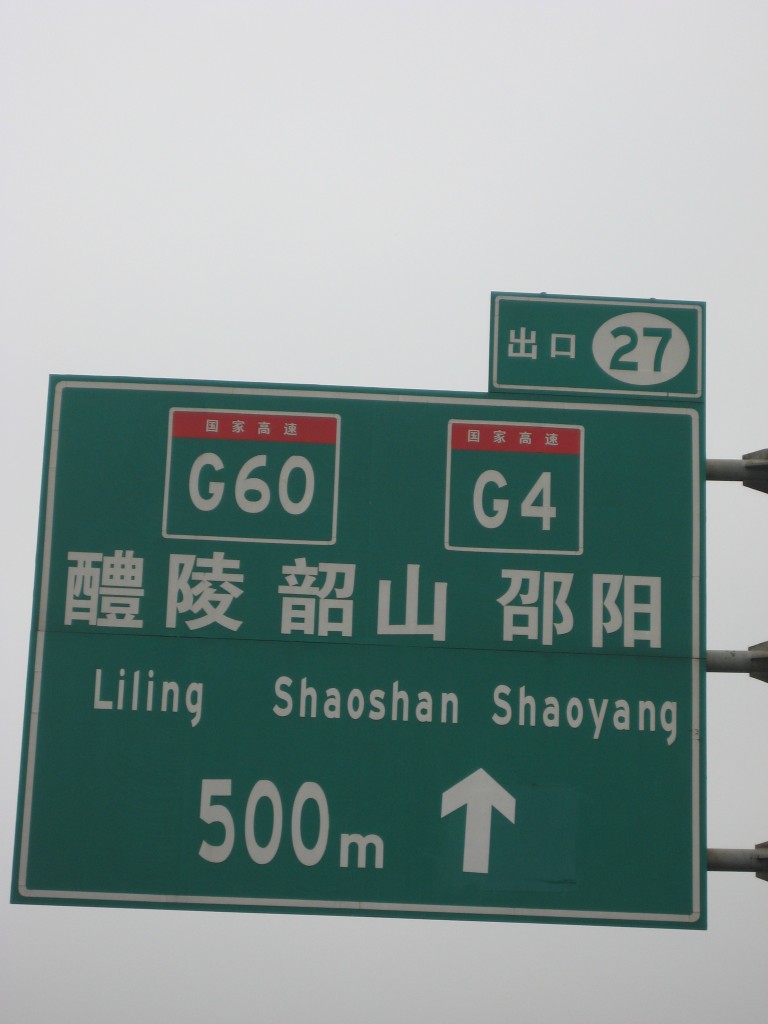 出口 27
国家高速 国家高速
G60 G4
醴陵 韶山 邵阳
Liling Shaoshan Shaoyang
500m